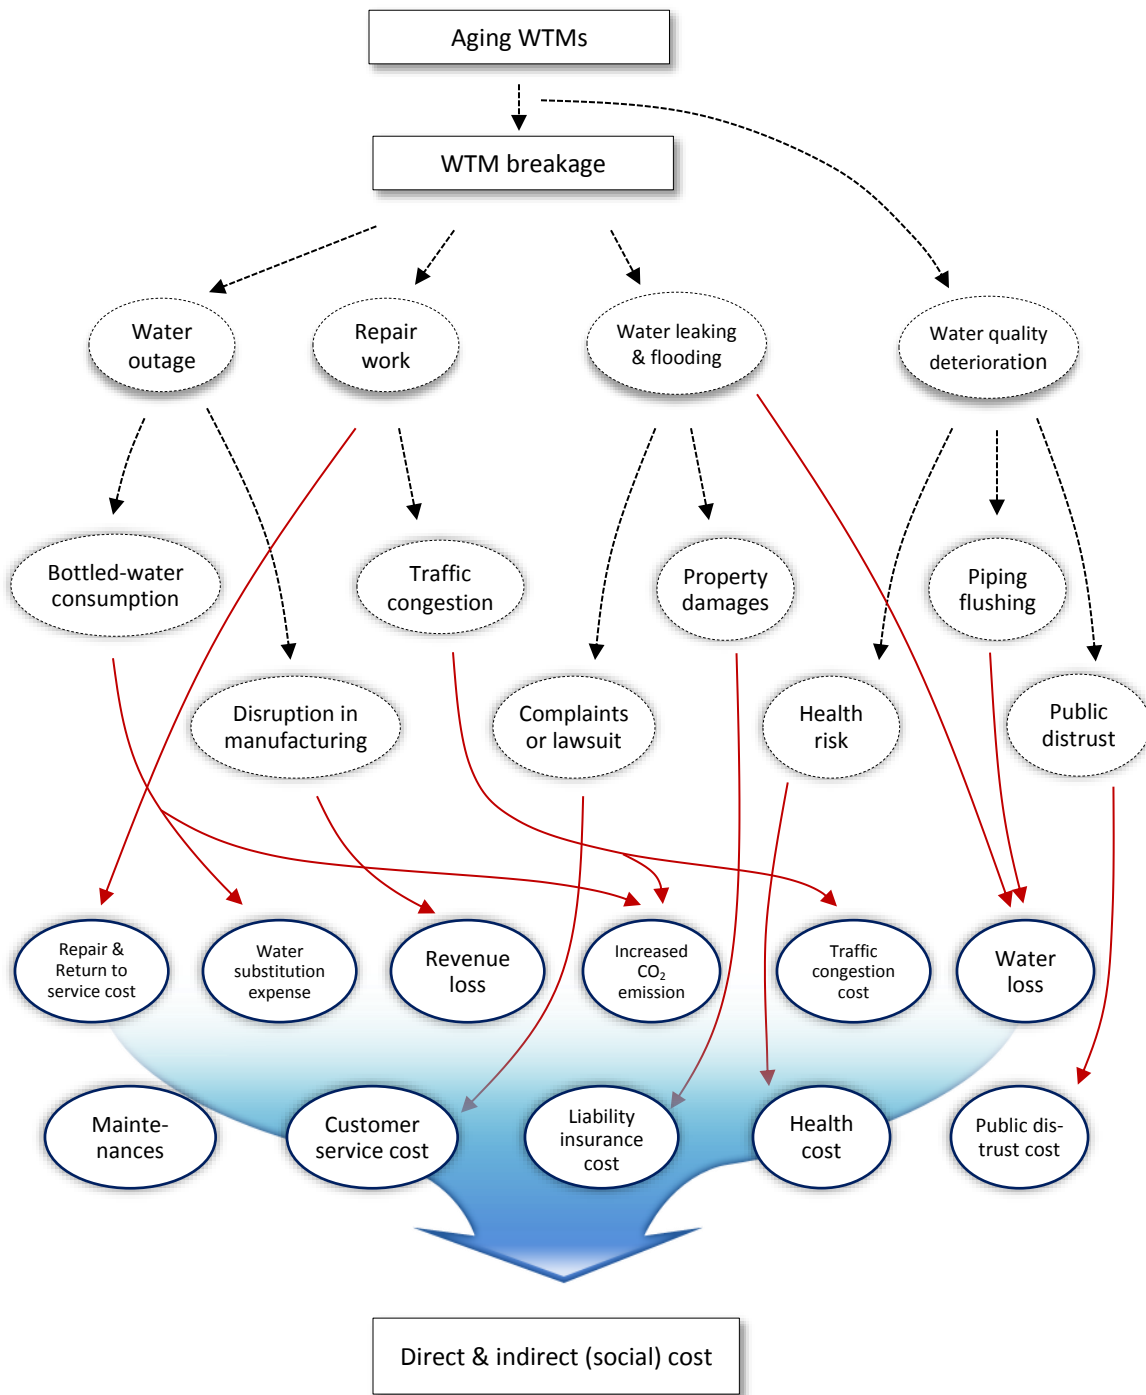 Aging WTMs
WTM breakage
Water
outage
Repair
work
Water leaking
& flooding
Water quality
deterioration
Bottled-water
consumption
Traffic
congestion
Property
damages
Piping
flushing
Disruption in
manufacturing
Complaints
or lawsuit
Health
risk
Public
distrust
Repair &
Return to
service cost
Water
substitution
expense
Revenue
loss
Increased
CO₂
emission
Traffic
congestion
cost
Water
loss
Mainte-
nances
Customer
service cost
Liability
insurance
cost
Health
cost
Public dis-
trust cost
Direct & indirect (social) cost